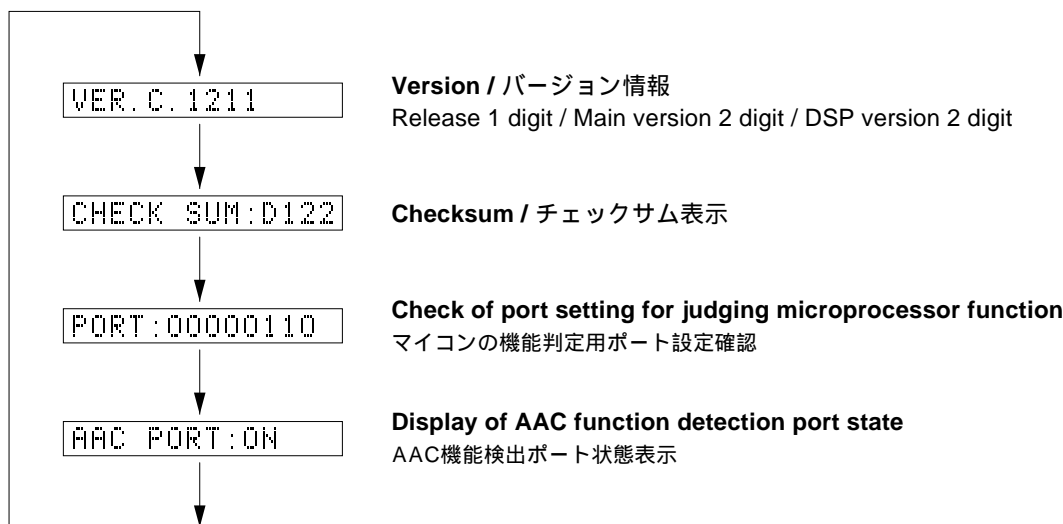 VER.C.1211
Version / バージョン情報
Release 1 digit / Main version 2 digit / DSP version 2 digit
CHECK SUM:D122
Checksum / チェックサム表示
PORT:00000110
Check of port setting for judging microprocessor function
マイコンの機能判定用ポート設定確認
AAC PORT:ON
Display of AAC function detection port state
AAC機能検出ポート状態表示